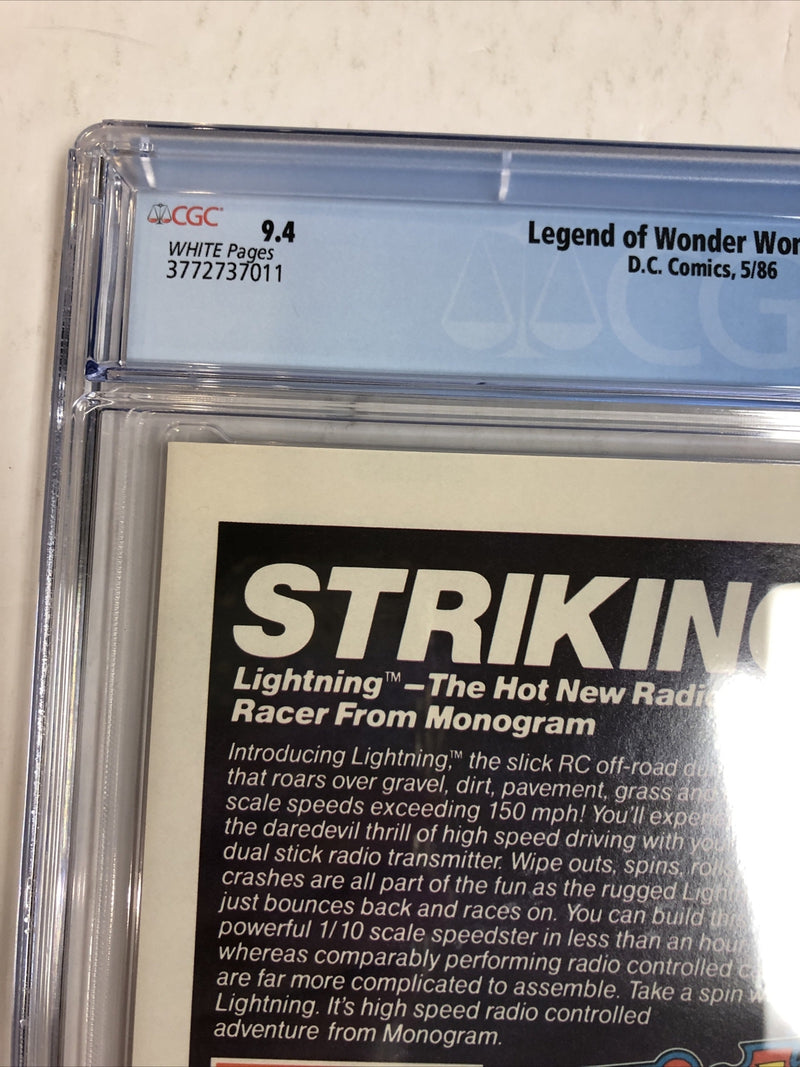 CGC
9.4
WHITE Pages
3772737011
Legend of Wonder Wor
D.C. Comics, 5/86
CG
STRIKING
Lightning™–The Hot New Radi
Racer From Monogram
Introducing Lightning,™ the slick RC off-road du
that roars over gravel, dirt, pavement, grass and
scale speeds exceeding 150 mph! You'll exper
the daredevil thrill of high speed driving with you
dual stick radio transmitter. Wipe outs, spins, roll
crashes are all part of the fun as the rugged Ligh
just bounces back and races on. You can build thi
powerful 1/10 scale speedster in less than an hour,
whereas comparably performing radio controlled c
are far more complicated to assemble. Take a spin w
Lightning. It's high speed radio controlled
adventure from Monogram.